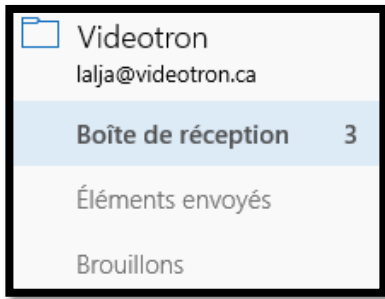 Videotron
lalja@videotron.ca
Boîte de réception 3
Éléments envoyés
Brouillons